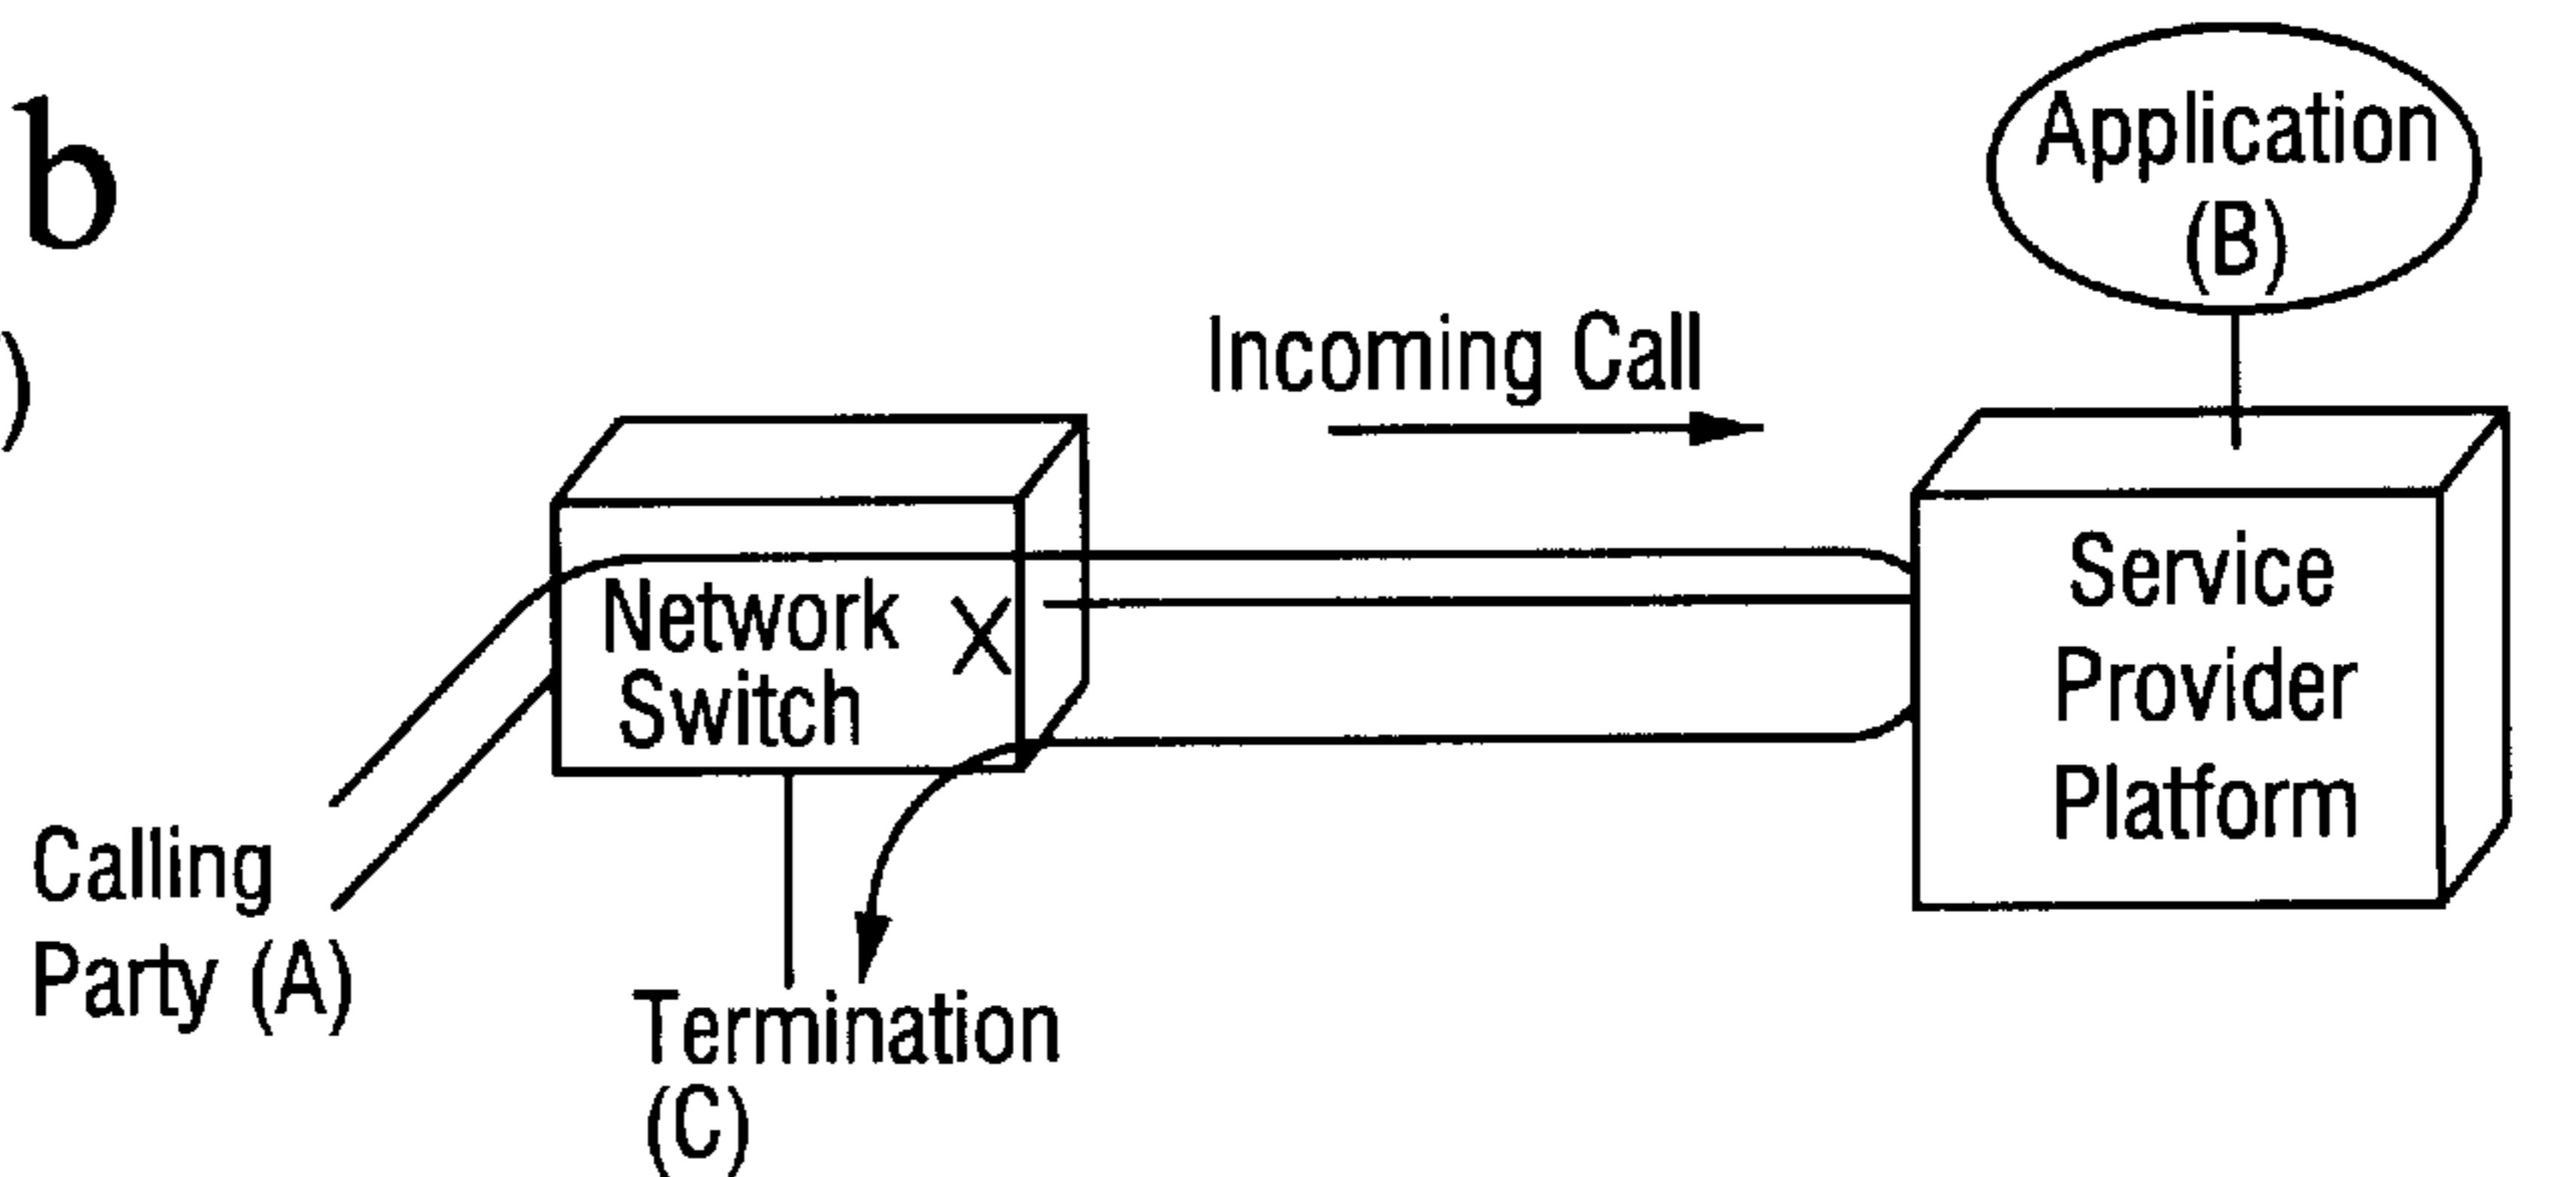 b
)
Application
(B)
Incoming Call
Network
Switch
X
Service
Provider
Platform
Calling
Party (A)
Termination
(C)